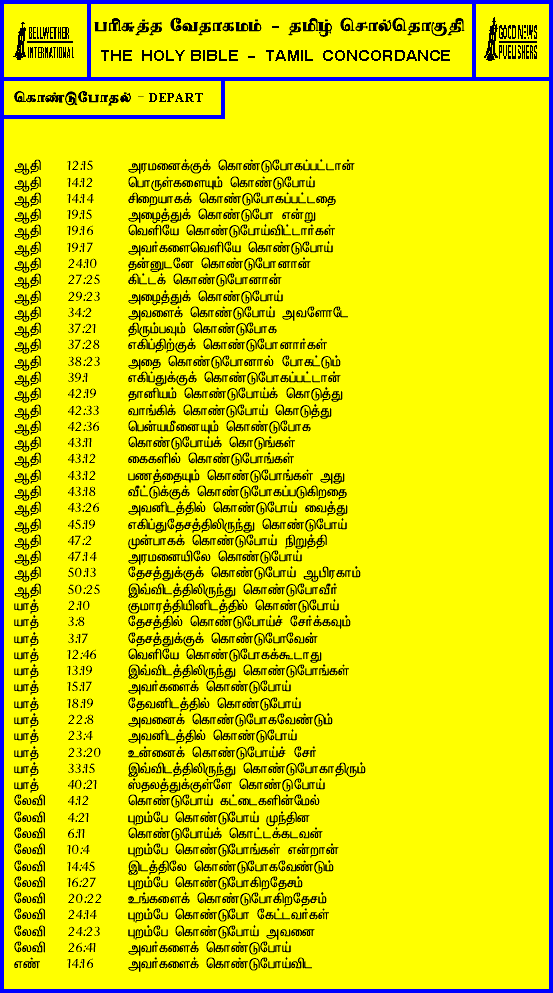 BELLWETHER
INTERNATIONAL
பரிசுத்த வேதாகமம் - தமிழ் சொல்தொகுதி
THE HOLY BIBLE - TAMIL CONCORDANCE
GOOD NEWS
PUBLISHERS
கொண்டுபோதல் - DEPART
ஆதி 12:15 அரமனைக்குக் கொண்டுபோகப்பட்டான்
ஆதி 14:12 பொருள்களையும் கொண்டுபோய்
ஆதி 14:14 சிறையாகக் கொண்டுபோகப்பட்டதை
ஆதி 19:15 அழைத்துக் கொண்டுபோ என்று
ஆதி 19:16 வெளியே கொண்டுபோய்விட்டார்கள்
ஆதி 19:17 அவர்களைவெளியே கொண்டுபோய்
ஆதி 24:10 தன்னுடனே கொண்டுபோனான்
ஆதி 27:25 கிட்டக் கொண்டுபோனான்
ஆதி 29:23 அழைத்துக் கொண்டுபோய்
ஆதி 34:2 அவளைக் கொண்டுபோய் அவளோடே
ஆதி 37:21 திரும்பவும் கொண்டுபோக
ஆதி 37:28 எகிப்திற்குக் கொண்டுபோனார்கள்
ஆதி 38:23 அதை கொண்டுபோனால் போகட்டும்
ஆதி 39:1 எகிப்துக்குக் கொண்டுபோகப்பட்டான்
ஆதி 42:19 தானியம் கொண்டுபோய்க் கொடுத்து
ஆதி 42:33 வாங்கிக் கொண்டுபோய் கொடுத்து
ஆதி 42:36 பென்யமீனையும் கொண்டுபோக
ஆதி 43:11 கொண்டுபோய்க் கொடுங்கள்
ஆதி 43:12 கைகளில் கொண்டுபோங்கள்
ஆதி 43:12 பணத்தையும் கொண்டுபோங்கள் அது
ஆதி 43:18 வீட்டுக்குக் கொண்டுபோகப்படுகிறதை
ஆதி 43:26 அவனிடத்தில் கொண்டுபோய் வைத்து
ஆதி 45:19 எகிப்துதேசத்திலிருந்து கொண்டுபோய்
ஆதி 47:2 முன்பாகக் கொண்டுபோய் நிறுத்தி
ஆதி 47:14 அரமனையிலே கொண்டுபோய்
ஆதி 50:13 தேசத்துக்குக் கொண்டுபோய் ஆபிரகாம்
ஆதி 50:25 இவ்விடத்திலிருந்து கொண்டுபோவீர்
யாத் 2:10 குமாரத்தியினிடத்தில் கொண்டுபோய்
யாத் 3:8 தேசத்தில் கொண்டுபோய்ச் சேர்க்கவும்
யாத் 3:17 தேசத்துக்குக் கொண்டுபோவேன்
யாத் 12:46 வெளியே கொண்டுபோகக்கூடாது
யாத் 13:19 இவ்விடத்திலிருந்து கொண்டுபோங்கள்
யாத் 15:17 அவர்களைக் கொண்டுபோய்
யாத் 18:19 தேவனிடத்தில் கொண்டுபோய்
யாத் 22:8 அவனைக் கொண்டுபோகவேண்டும்
யாத் 23:4 அவனிடத்தில் கொண்டுபோய்
யாத் 23:20 உன்னைக் கொண்டுபோய்ச் சேர்
யாத் 33:15 இவ்விடத்திலிருந்து கொண்டுபோகாதிரும்
யாத் 40:21 ஸ்தலத்துக்குள்ளே கொண்டுபோய்
லேவி 4:12 கொண்டுபோய் கட்டைகளின்மேல்
லேவி 4:21 புறம்பே கொண்டுபோய் முந்தின
லேவி 6:11 கொண்டுபோய்க் கொட்டக்கடவன்
லேவி 10:4 புறம்பே கொண்டுபோங்கள் என்றான்
லேவி 14:45 இடத்திலே கொண்டுபோகவேண்டும்
லேவி 16:27 புறம்பே கொண்டுபோகிறதேசம்
லேவி 20:22 உங்களைக் கொண்டுபோகிறதேசம்
லேவி 24:14 புறம்பே கொண்டுபோ கேட்டவர்கள்
லேவி 24:23 புறம்பே கொண்டுபோய் அவனை
லேவி 26:41 அவர்களைக் கொண்டுபோய்
எண் 14:16 அவர்களைக் கொண்டுபோய்விட